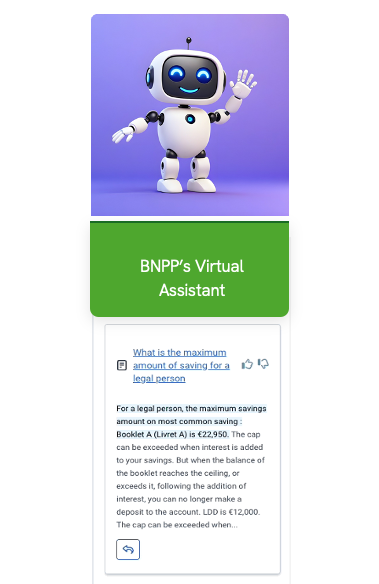 BNPP’s Virtual
Assistant
What is the maximum
amount of saving for a
legal person
For a legal person, the maximum savings
amount on most common saving :
Booklet A (Livret A) is €22,950. The cap
can be exceeded when interest is added
to your savings. But when the balance of
the booklet reaches the ceiling, or
exceeds it, following the addition of
interest, you can no longer make a
deposit to the account. LDD is €12,000.
The cap can be exceeded when...